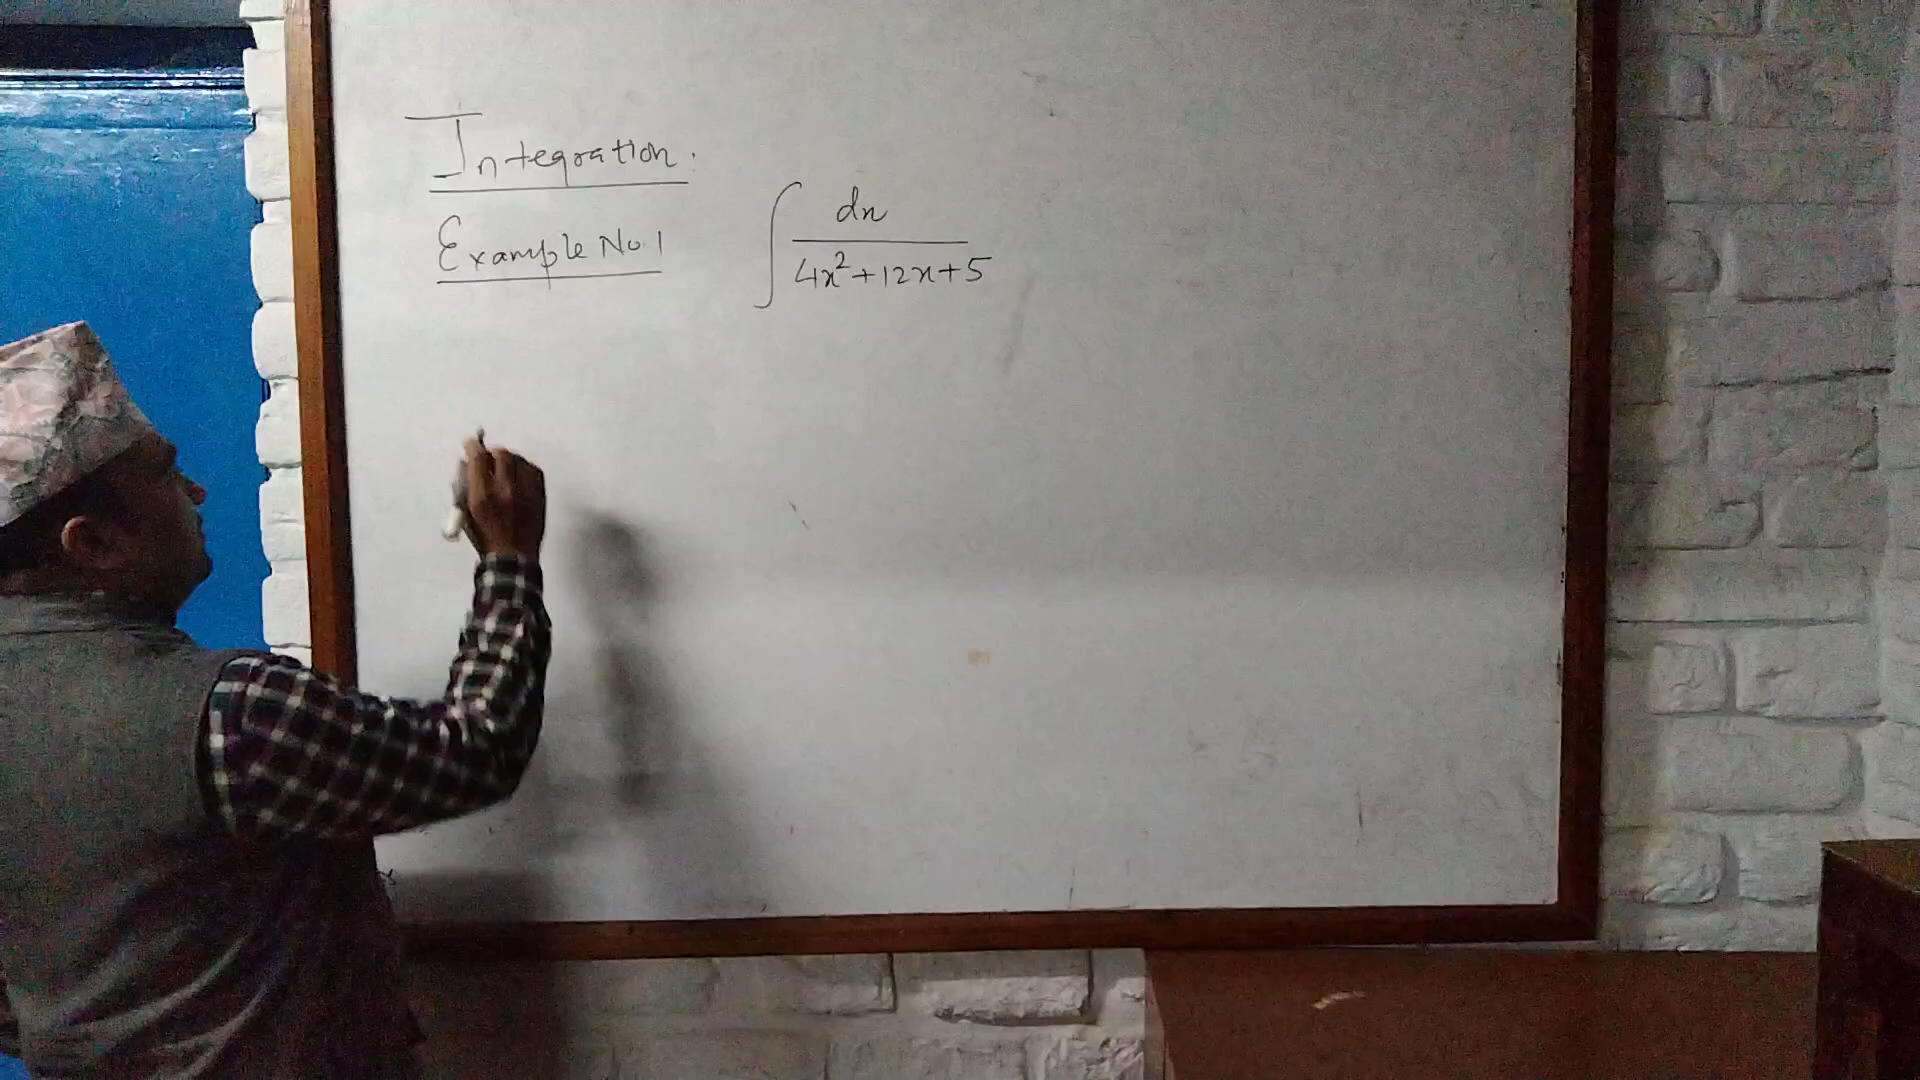 Integration.
Example No.1 ∫ dx / 4x²+12x+5